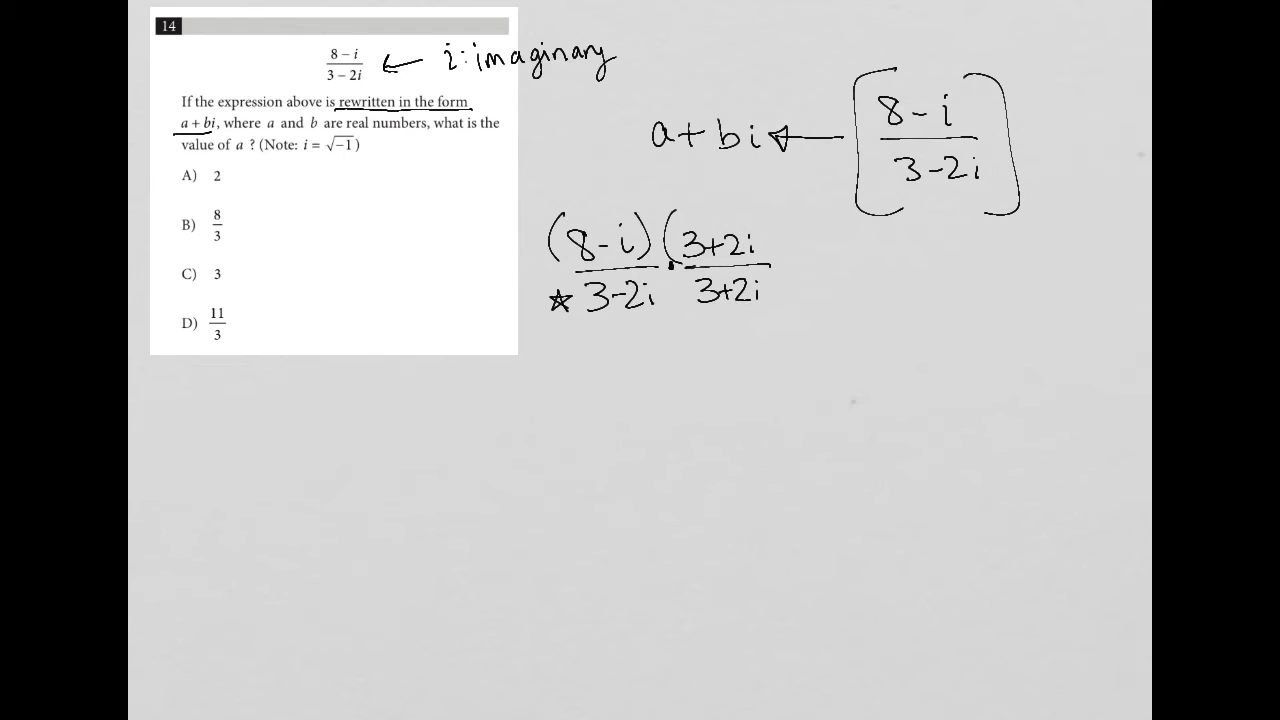 14
8 − i
3 − 2i
← i: imaginary
If the expression above is rewritten in the form
a + bi, where a and b are real numbers, what is the
value of a ? (Note: i = √−1)
A) 2
B) 8/3
C) 3
D) 11/3
a + bi ← [8 - i / 3 - 2i]
(8 - i) (3+2i
★ 3-2i · 3+2i